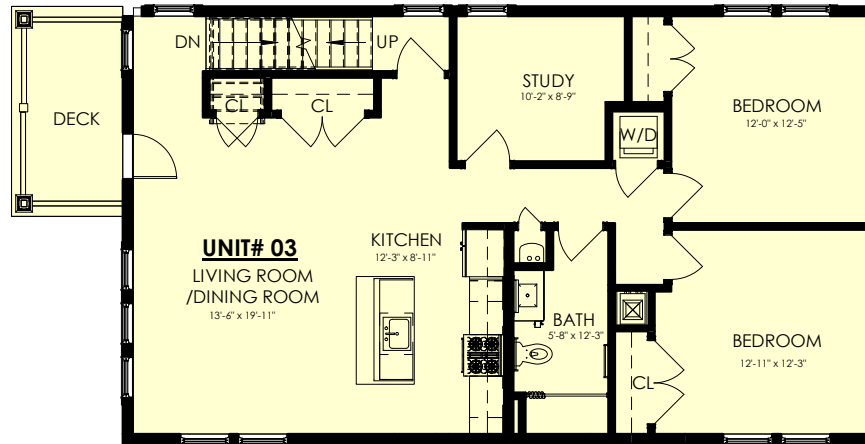 DN
UP
CL
CL
DECK
STUDY
10'-2" x 8'-9"
W/D
BEDROOM
12'-0" x 12'-5"
UNIT# 03
LIVING ROOM
/DINING ROOM
13'-6" x 19'-11"
KITCHEN
12'-3" x 8'-11"
BATH
5'-8" x 12'-3"
BEDROOM
12'-11" x 12'-3"
CL